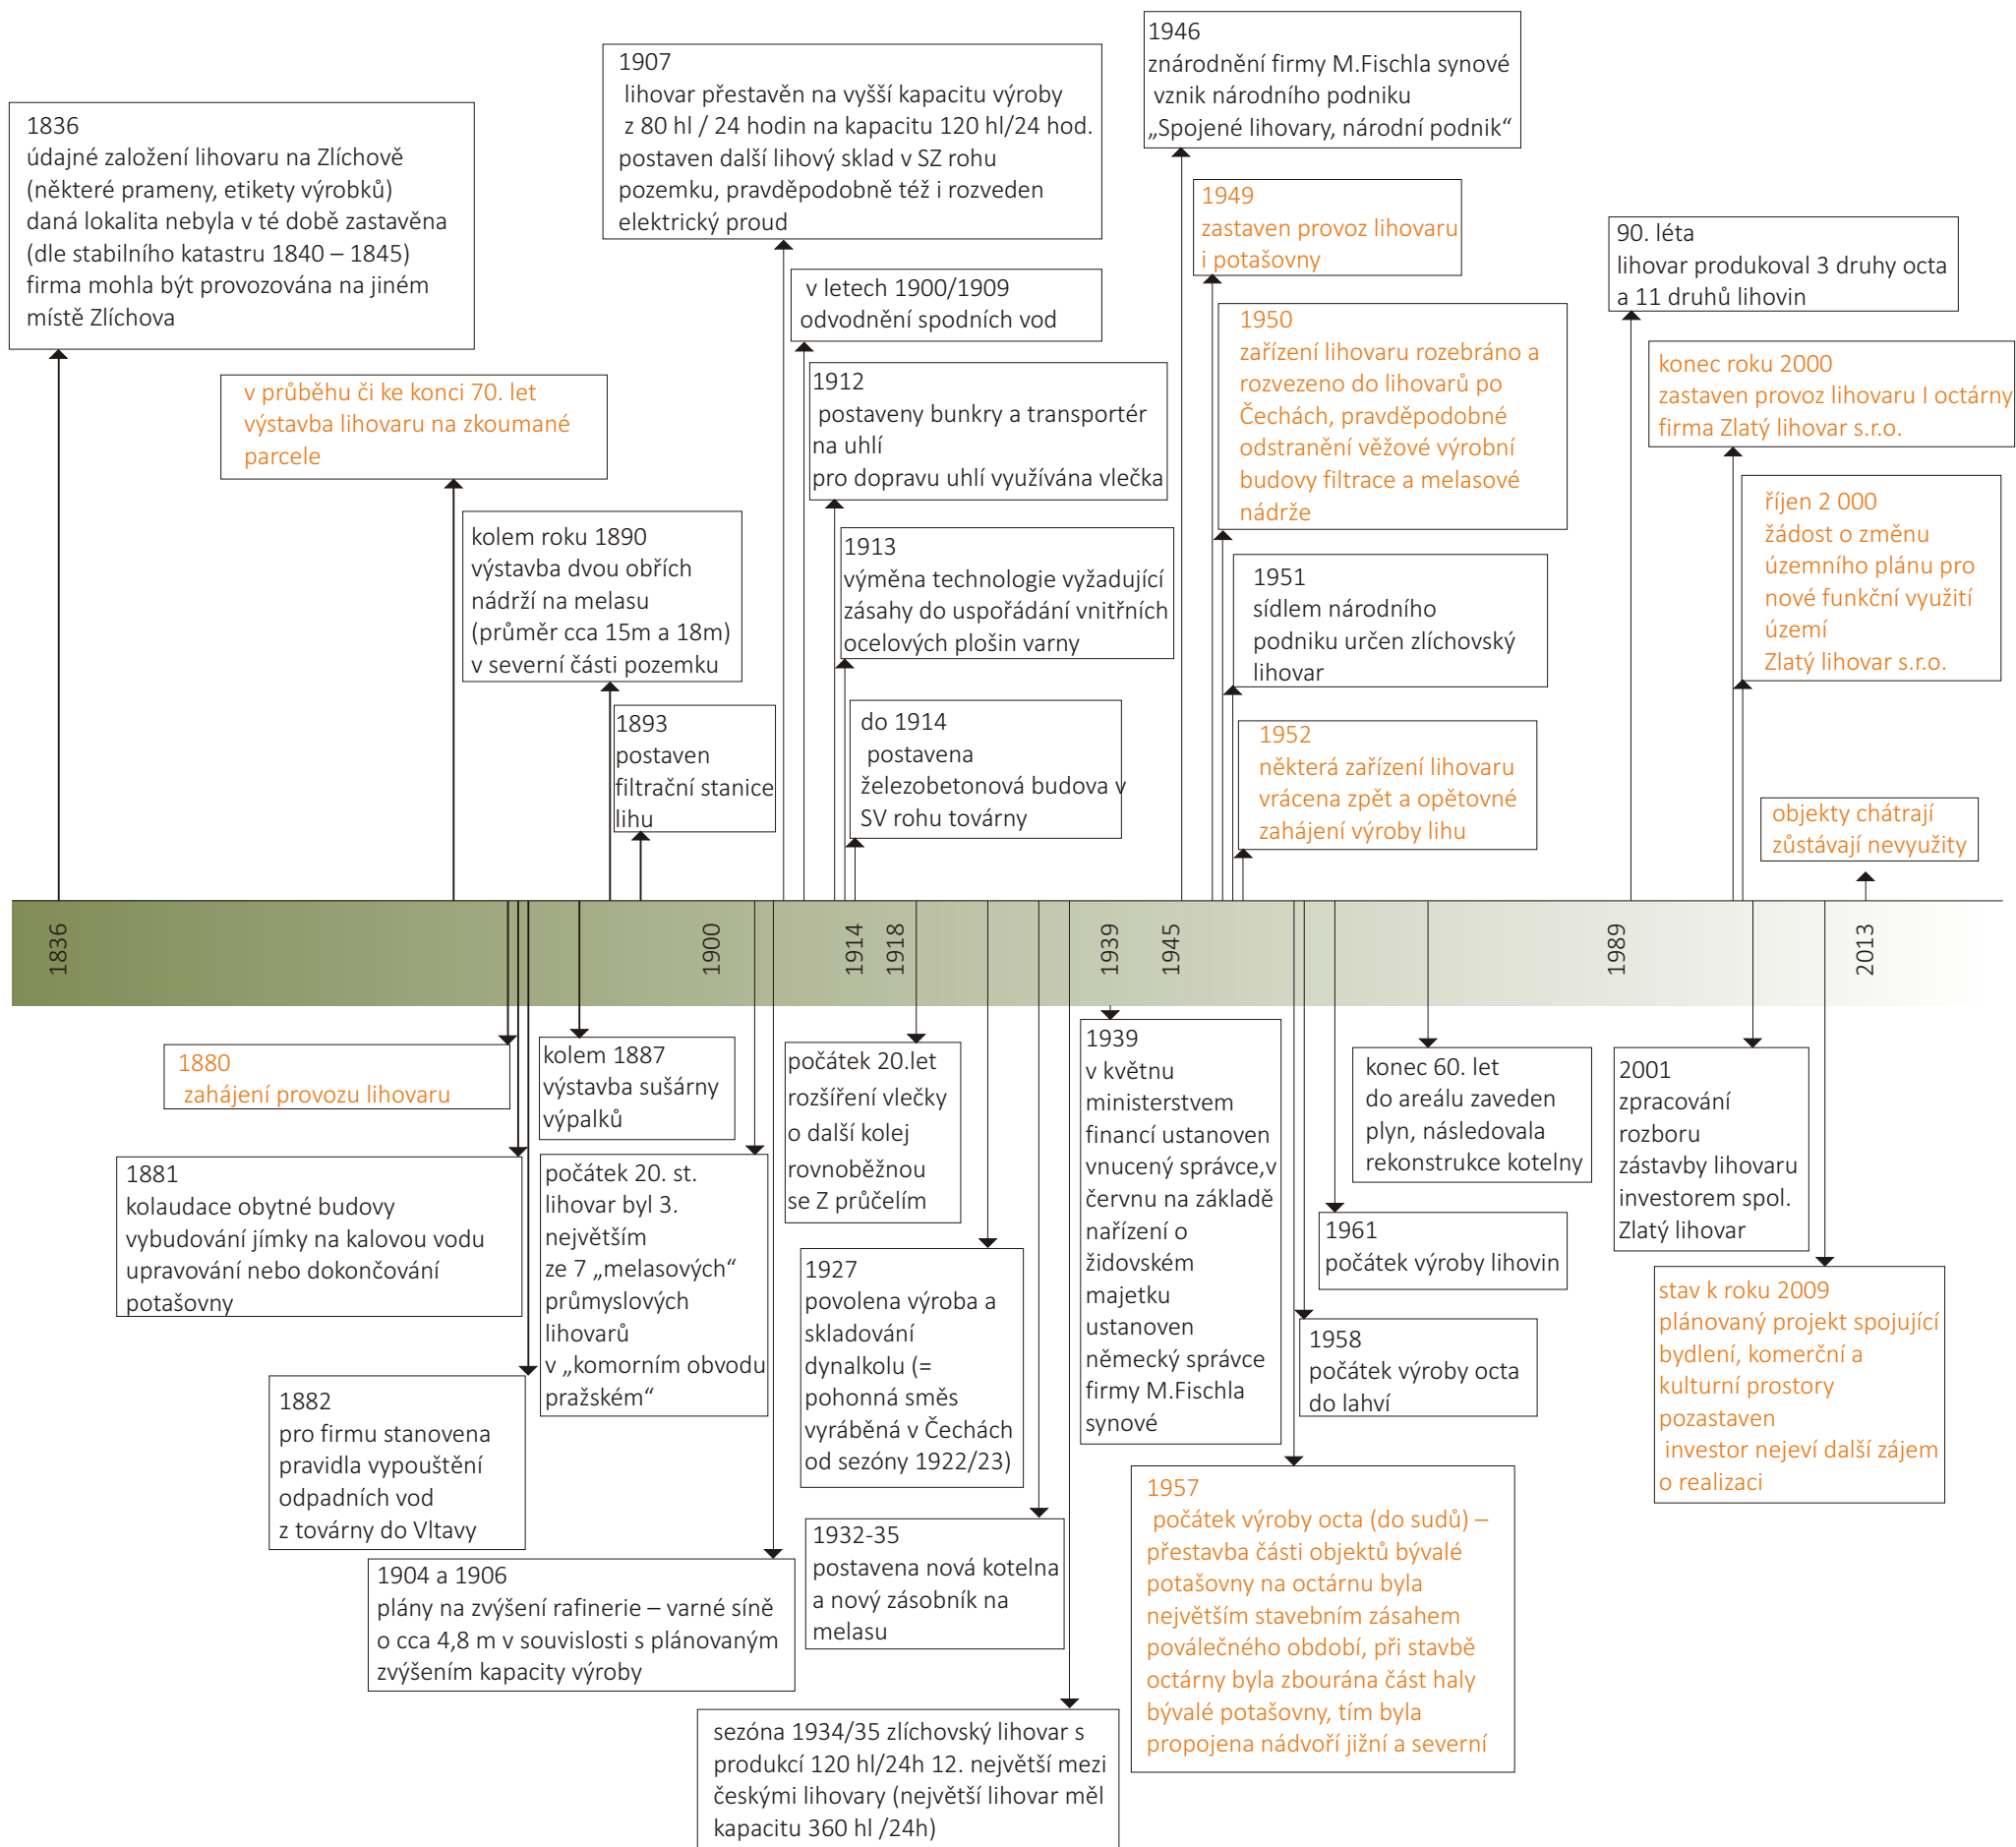 1836
údajné založení lihovaru na Zlíchově
(některé prameny, etikety výrobků)
daná lokalita nebyla v té době zastavěna
(dle stabilního katastru 1840 – 1845)
firma mohla být provozována na jiném
místě Zlíchova
v průběhu či ke konci 70. let
výstavba lihovaru na zkoumané
parcele
kolem roku 1890
výstavba dvou obřích
nádrží na melasu
(průměr cca 15m a 18m)
v severní části pozemku
1893
postaven
filtrační stanice
lihu
1907
lihovar přestavěn na vyšší kapacitu výroby
z 80 hl / 24 hodin na kapacitu 120 hl/24 hod.
postaven další lihový sklad v SZ rohu
pozemku, pravděpodobně též i rozveden
elektrický proud
v letech 1900/1909
odvodnění spodních vod
1912
postaveny bunkry a transportér
na uhlí
pro dopravu uhlí využívána vlečka
1913
výměna technologie vyžadující
zásahy do uspořádání vnitřních
ocelových plošin varny
do 1914
postavena
železobetonová budova v
SV rohu továrny
1946
znárodnění firmy M.Fischla synové
vznik národního podniku
„Spojené lihovary, národní podnik“
1949
zastaven provoz lihovaru
i potašovny
1950
zařízení lihovaru rozebráno a
rozvezeno do lihovarů po
Čechách, pravděpodobné
odstranění věžové výrobní
budovy filtrace a melasové
nádrže
1951
sídlem národního
podniku určen zlíchovský
lihovar
1952
některá zařízení lihovaru
vrácena zpět a opětovné
zahájení výroby lihu
90. léta
lihovar produkoval 3 druhy octa
a 11 druhů lihovin
konec roku 2000
zastaven provoz lihovaru I octárny
firma Zlatý lihovar s.r.o.
říjen 2 000
žádost o změnu
územního plánu pro
nové funkční využití
území
Zlatý lihovar s.r.o.
objekty chátrají
zůstávají nevyužity
1836
1900
1914
1918
1939
1945
1989
2013
1880
zahájení provozu lihovaru
1881
kolaudace obytné budovy
vybudování jímky na kalovou vodu
upravování nebo dokončování
potašovny
1882
pro firmu stanovena
pravidla vypouštění
odpadních vod
z továrny do Vltavy
kolem 1887
výstavba sušárny
výpalků
počátek 20. st.
lihovar byl 3.
největším
ze 7 „melasových“
průmyslových
lihovarů
v „komorním obvodu
pražském“
1904 a 1906
plány na zvýšení rafinerie – varné síně
o cca 4,8 m v souvislosti s plánovaným
zvýšením kapacity výroby
počátek 20.let
rozšíření vlečky
o další kolej
rovnoběžnou
se Z průčelím
1927
povolena výroba a
skladování
dynalkolu (=
pohonná směs
vyráběná v Čechách
od sezóny 1922/23)
1932-35
postavena nová kotelna
a nový zásobník na
melasu
sezóna 1934/35 zlíchovský lihovar s
produkcí 120 hl/24h 12. největší mezi
českými lihovary (největší lihovar měl
kapacitu 360 hl /24h)
1939
v květnu
ministerstvem
financí ustanoven
vnucený správce,v
červnu na základě
nařízení o
židovském
majetku
ustanoven
německý správce
firmy M.Fischla
synové
1957
počátek výroby octa (do sudů) –
přestavba části objektů bývalé
potašovny na octárnu byla
největším stavebním zásahem
poválečného období, při stavbě
octárny byla zbourána část haly
bývalé potašovny, tím byla
propojena nádvoří jižní a severní
1958
počátek výroby octa
do lahví
1961
počátek výroby lihovin
konec 60. let
do areálu zaveden
plyn, následovala
rekonstrukce kotelny
2001
zpracování
rozboru
zástavby lihovaru
investorem spol.
Zlatý lihovar
stav k roku 2009
plánovaný projekt spojující
bydlení, komerční a
kulturní prostory
pozastaven
investor nejeví další zájem
o realizaci